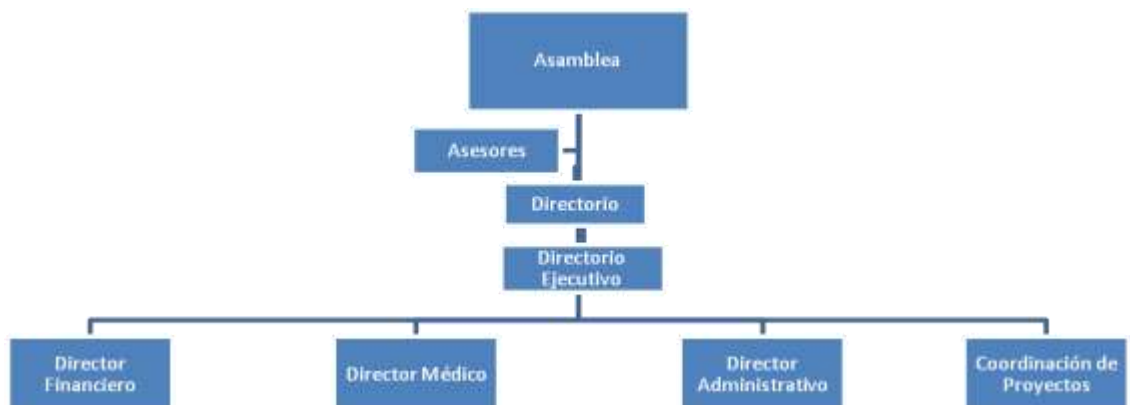 Asamblea
Asesores
Directorio
Directorio
Ejecutivo
Director
Financiero
Director Médico
Director
Administrativo
Coordinación de
Proyectos